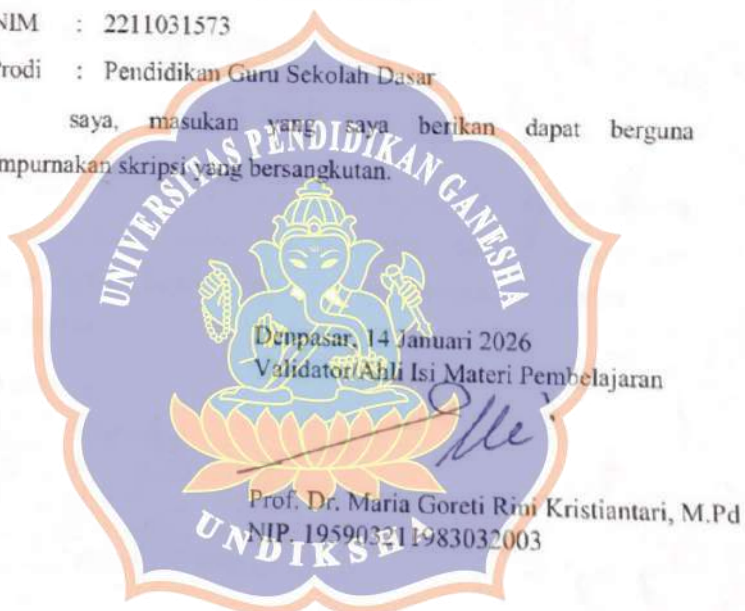 NIM : 2211031573
Prodi : Pendidikan Guru Sekolah Dasar
saya, masukan yang saya berikan dapat berguna
mpurnakan skripsi yang bersangkutan.
UNIVERSITAS PENDIDIKAN GANESHA
Denpasar, 14 Januari 2026
Validator/Ahli Isi Materi Pembelajaran
Prof. Dr. Maria Goreti Rini Kristiantari, M.Pd
NIP.
UNDIKSHA